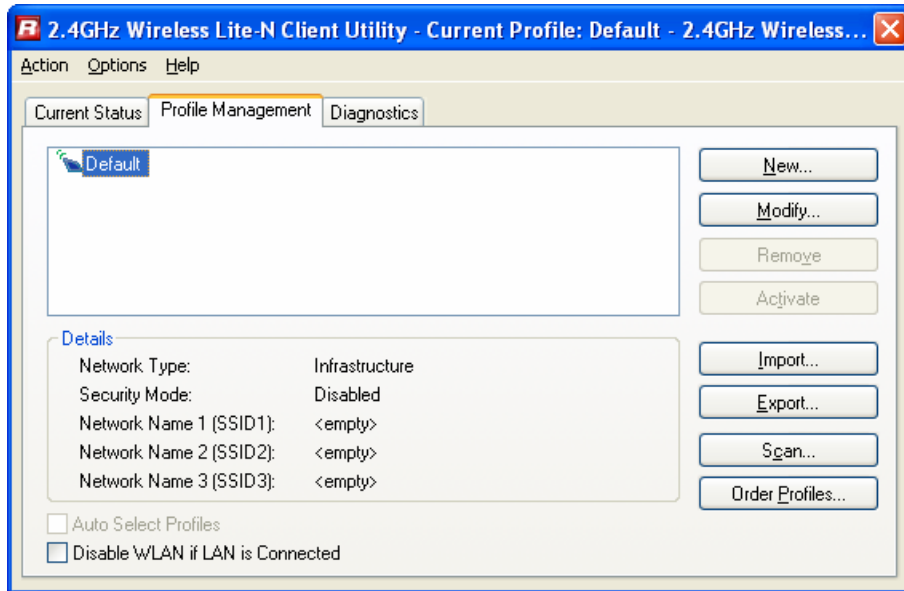 R 2.4GHz Wireless Lite-N Client Utility - Current Profile: Default - 2.4GHz Wireless...
Action Options Help
Current Status Profile Management Diagnostics
Default
New...
Modify...
Remove
Activate
Details
Network Type: Infrastructure
Security Mode: Disabled
Network Name 1 (SSID1): <empty>
Network Name 2 (SSID2): <empty>
Network Name 3 (SSID3): <empty>
Import...
Export...
Scan...
Order Profiles...
Auto Select Profiles
Disable WLAN if LAN is Connected